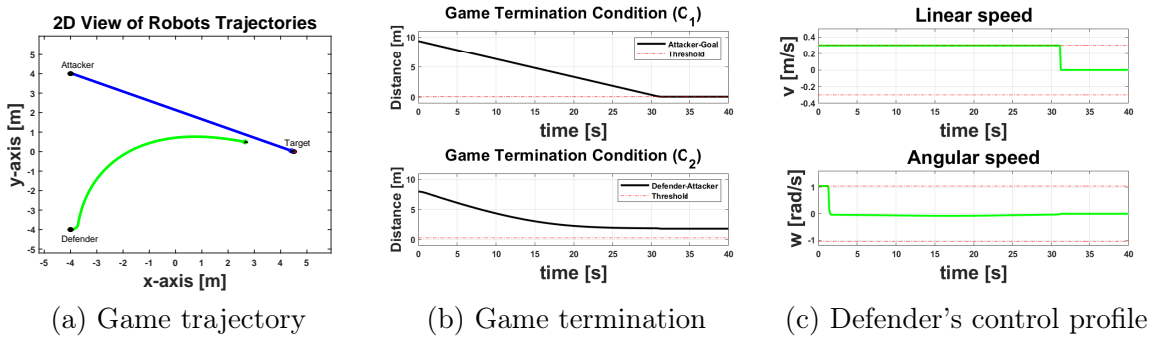 2D View of Robots Trajectories
y-axis [m]
5
4
3
2
1
0
-1
-2
-3
-4
-5
Attacker
Target
Defender
-5 -4 -3 -2 -1 0 1 2 3 4 5
x-axis [m]
(a) Game trajectory
Game Termination Condition (C1)
Distance [m]
10
5
0
Attacker-Goal
Threshold
0 5 10 15 20 25 30 35 40
time [s]
Game Termination Condition (C2)
Distance [m]
10
5
0
Defender-Attacker
Threshold
0 5 10 15 20 25 30 35 40
time [s]
(b) Game termination
Linear speed
v [m/s]
0.4
0.2
0
-0.2
-0.4
0 5 10 15 20 25 30 35 40
time [s]
Angular speed
w [rad/s]
1
0
-1
0 5 10 15 20 25 30 35 40
time [s]
(c) Defender's control profile